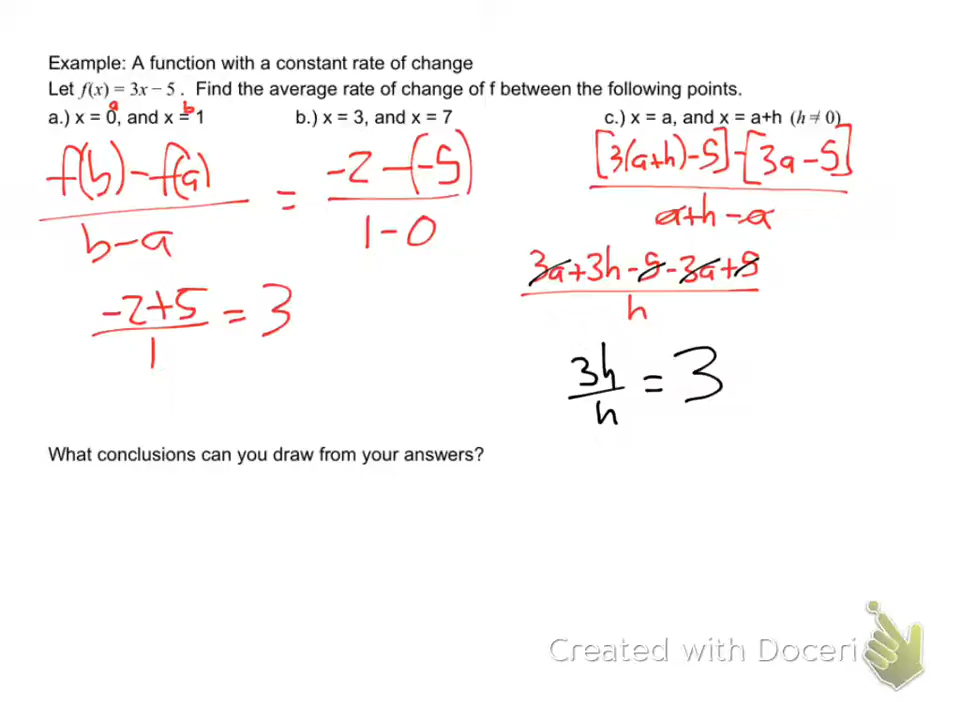 Example: A function with a constant rate of change
Let f(x) = 3x − 5 . Find the average rate of change of f between the following points.
a b
a.) x = 0, and x = 1 b.) x = 3, and x = 7 c.) x = a, and x = a+h (h ≠ 0)
f(b) - f(a) / b - a = -2 - (-5) / 1 - 0
-2+5 / 1 = 3
[3(a+h) - 5] - [3a - 5] / a+h - a
3a+3h - 5 - 3a + 5 / h
3h / h = 3
What conclusions can you draw from your answers?
Created with Doceri